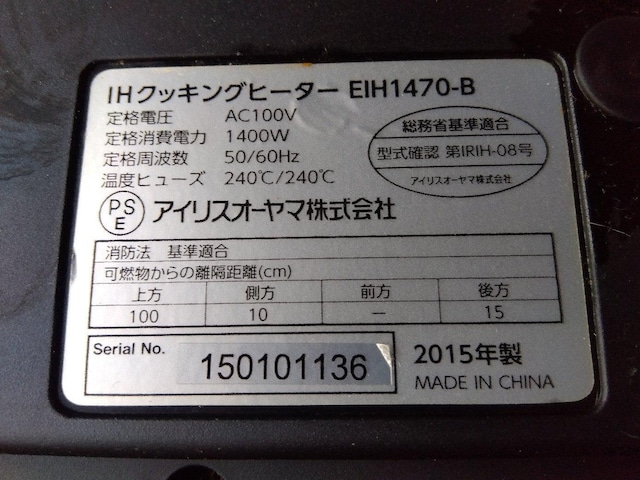 IHクッキングヒーター EIH1470-B
定格電圧 AC100V
定格消費電力 1400W
定格周波数 50/60Hz
温度ヒューズ 240℃/240℃
総務省基準適合
型式確認 第IRIH-08号
アイリスオーヤマ株式会社
PS
E
アイリスオーヤマ株式会社
消防法 基準適合
可燃物からの離隔距離(cm)
上方 側方 前方 後方
100 10 − 15
Serial No. 150101136
2015年製
MADE IN CHINA